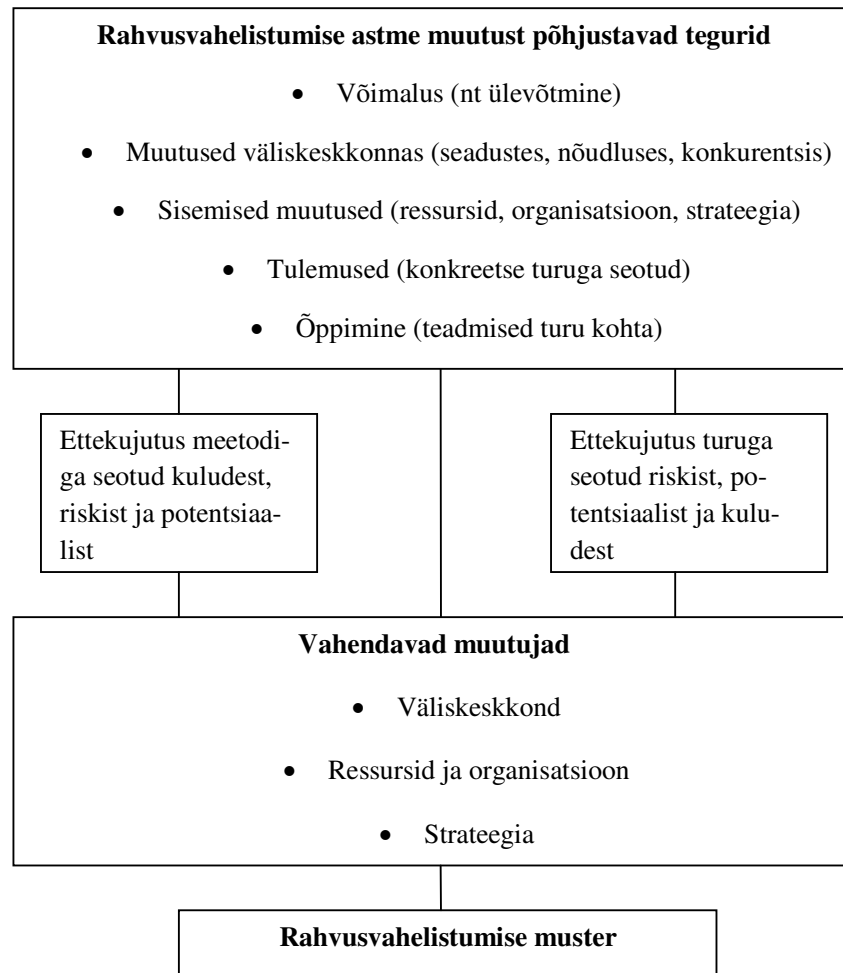 Rahvusvahelistumise astme muutust põhjustavad tegurid
• Võimalus (nt ülevõtmine)
• Muutused väliskeskkonnas (seadustes, nõudluses, konkurentsis)
• Sisemised muutused (ressursid, organisatsioon, strateegia)
• Tulemused (konkreetse turuga seotud)
• Õppimine (teadmised turu kohta)
Ettekujutus meetodi-
ga seotud kuludest,
riskist ja potentsiaa-
list
Ettekujutus turuga
seotud riskist, po-
tentsiaalist ja kulu-
dest
Vahendavad muutujad
• Väliskeskkond
• Ressursid ja organisatsioon
• Strateegia
Rahvusvahelistumise muster